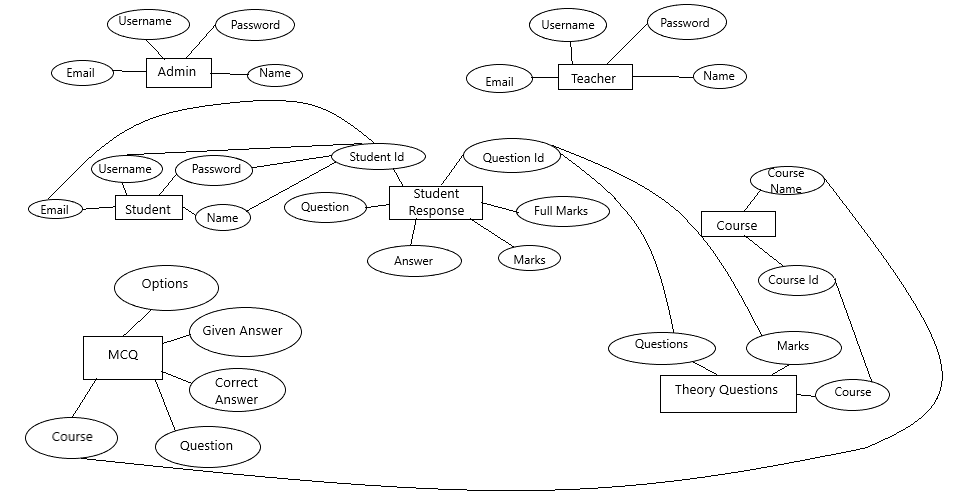 Username
Password
Email
Admin
Name
Username
Password
Email
Teacher
Name
Username
Password
Student Id
Email
Student
Name
Question Id
Question
Student
Response
Full Marks
Answer
Marks
Course
Name
Course
Course Id
Options
MCQ
Given Answer
Correct
Answer
Course
Question
Questions
Marks
Theory Questions
Course